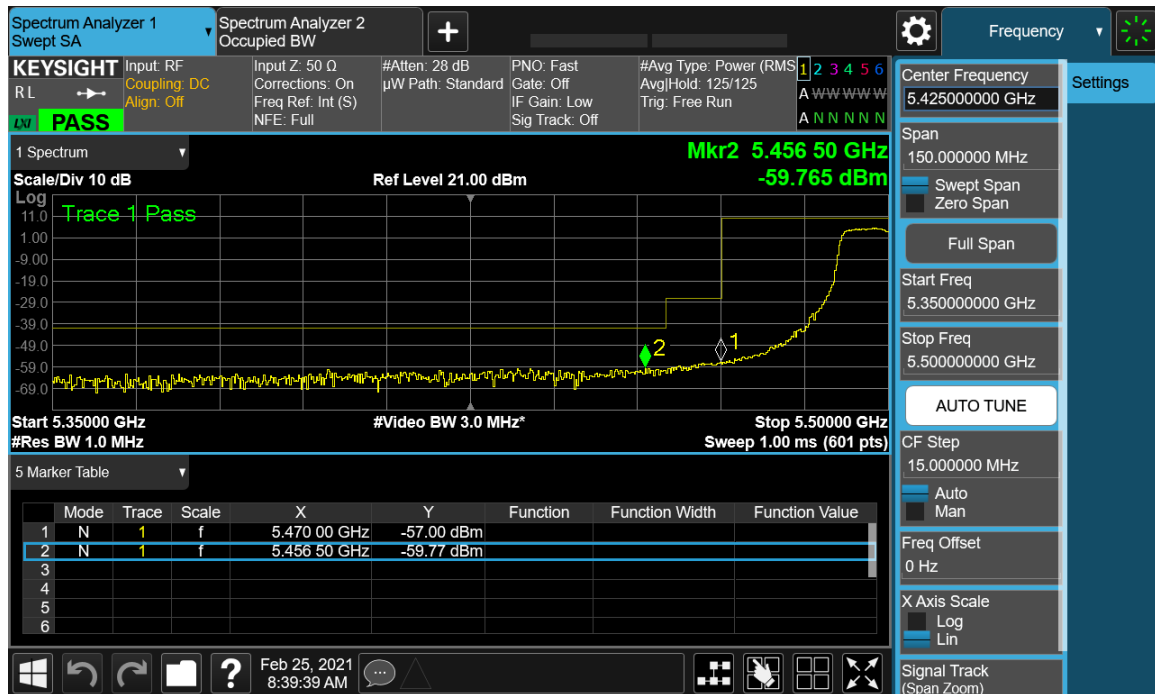 Spectrum Analyzer 1
Swept SA
Spectrum Analyzer 2
Occupied BW
Frequency
KEYSIGHT
R L
LXI
PASS
Input: RF
Coupling: DC
Align: Off
Input Z: 50 Ω
Corrections: On
Freq Ref: Int (S)
NFE: Full
#Atten: 28 dB
µW Path: Standard
PNO: Fast
Gate: Off
IF Gain: Low
Sig Track: Off
#Avg Type: Power (RMS
Avg|Hold: 125/125
Trig: Free Run
1 2 3 4 5 6
A W W W W W
A N N N N N
1 Spectrum
Scale/Div 10 dB
Ref Level 21.00 dBm
Mkr2 5.456 50 GHz
-59.765 dBm
Log
Trace 1 Pass
11.0
1.00
-9.00
-19.0
-29.0
-39.0
-49.0
-59.0
-69.0
2
1
Start 5.35000 GHz
#Res BW 1.0 MHz
#Video BW 3.0 MHz*
Stop 5.50000 GHz
Sweep 1.00 ms (601 pts)
5 Marker Table
Mode Trace Scale X Y Function Function Width Function Value
1 N 1 f 5.470 00 GHz -57.00 dBm
2 N 1 f 5.456 50 GHz -59.77 dBm
3
4
5
6
Feb 25, 2021
8:39:39 AM
Center Frequency
5.425000000 GHz
Span
150.000000 MHz
Swept Span
Zero Span
Full Span
Start Freq
5.350000000 GHz
Stop Freq
5.500000000 GHz
AUTO TUNE
CF Step
15.000000 MHz
Auto
Man
Freq Offset
0 Hz
X Axis Scale
Log
Lin
Signal Track
(Span Zoom)
Settings